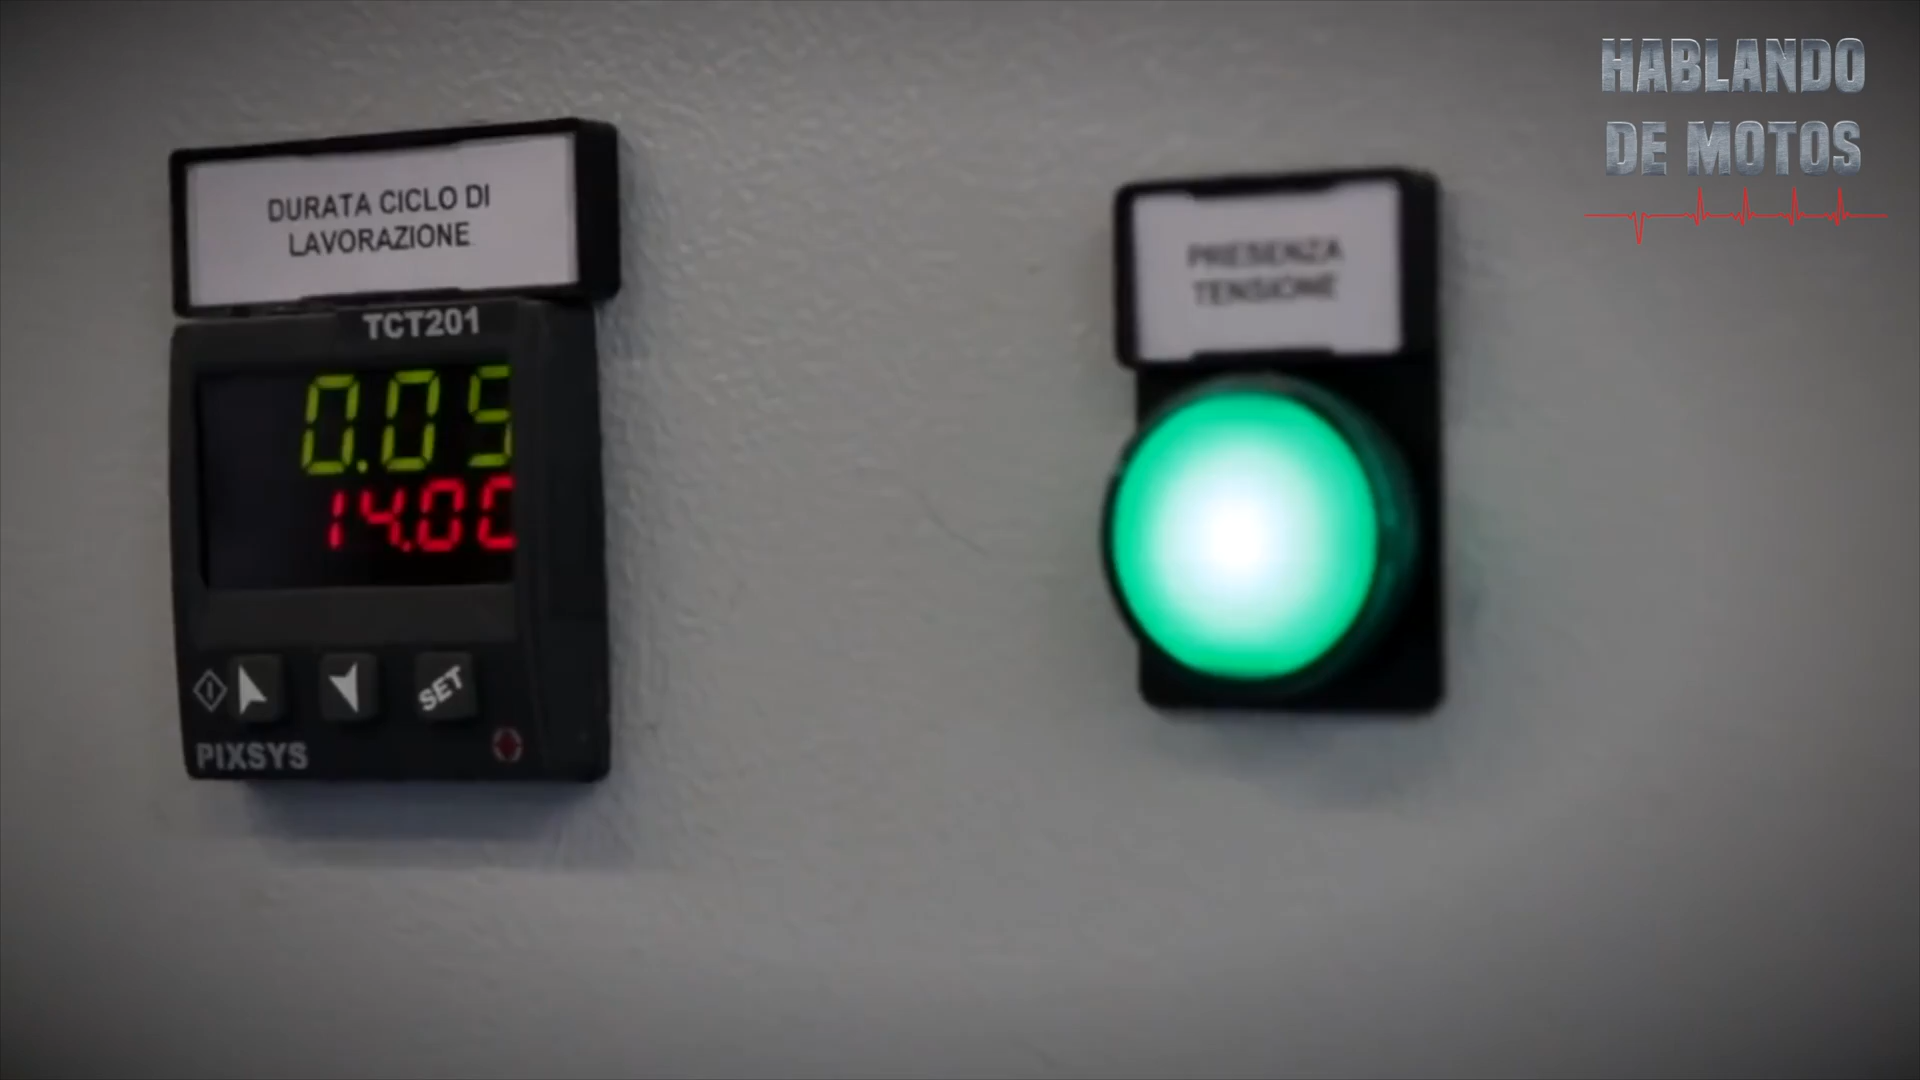 HABLANDO
DE MOTOS
DURATA CICLO DI
LAVORAZIONE
PRESENZA
TENSIONE
TCT201
0.05
14.00
SET
PIXSYS